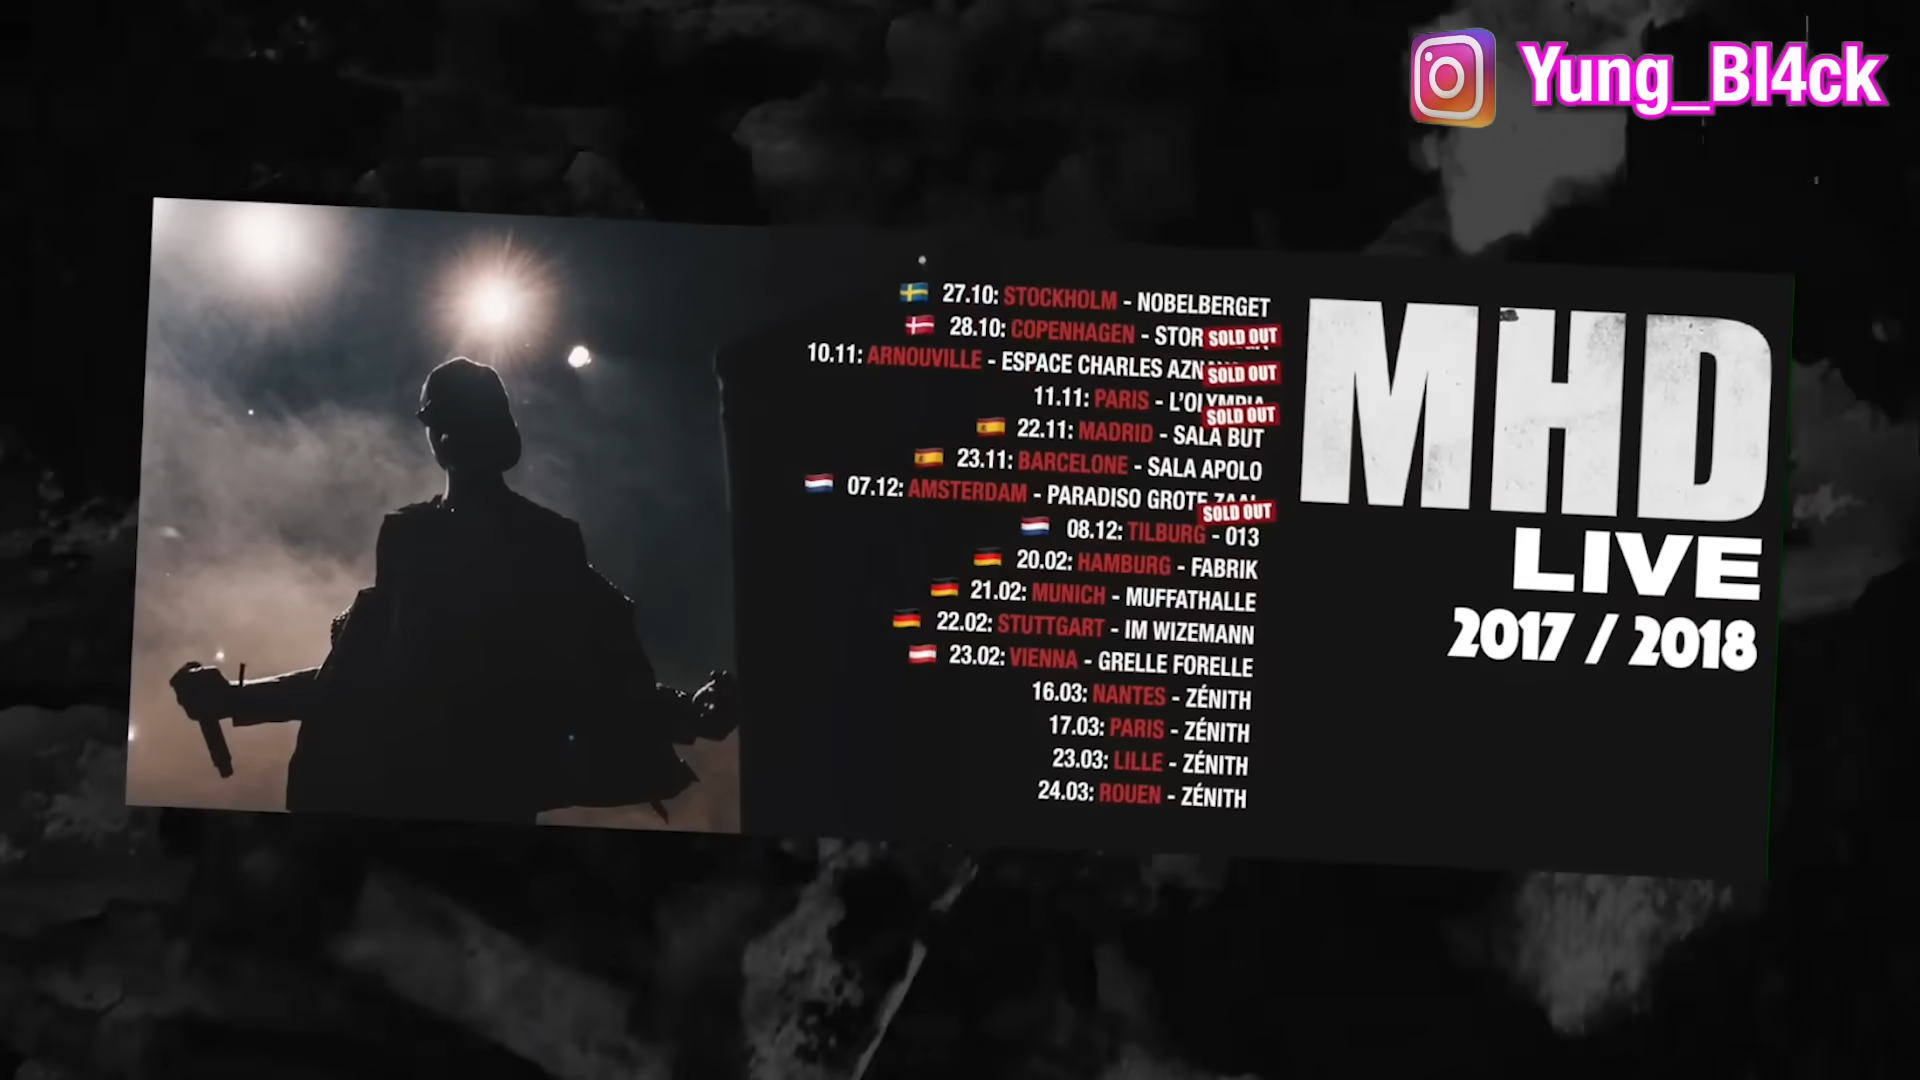 Yung_Bl4ck
27.10: STOCKHOLM - NOBELBERGET
28.10: COPENHAGEN - STOR SOLD OUT
10.11: ARNOUVILLE - ESPACE CHARLES SOLD OUT
11.11: PARIS - L'OLYMPIA SOLD OUT
22.11: MADRID - SALA BUT
23.11: BARCELONE - SALA APOLO
07.12: AMSTERDAM - PARADISO GROTE ZAAL SOLD OUT
08.12: TILBURG - 013
20.02: HAMBURG - FABRIK
21.02: MUNICH - MUFFATHALLE
22.02: STUTTGART - IM WIZEMANN
23.02: VIENNA - GRELLE FORELLE
16.03: NANTES - ZÉNITH
17.03: PARIS - ZÉNITH
23.03: LILLE - ZÉNITH
24.03: ROUEN - ZÉNITH
MHD
LIVE
2017 / 2018